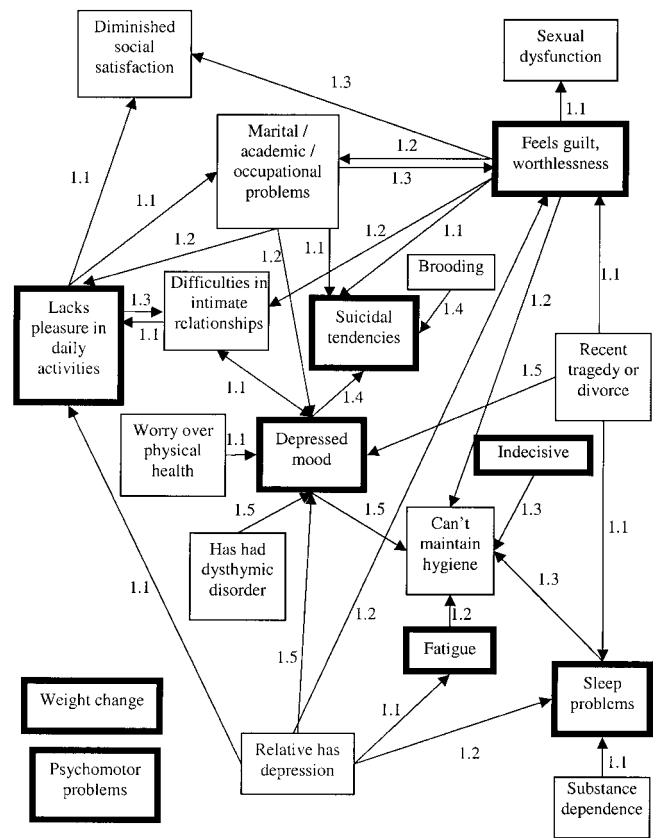 Diminished
social
satisfaction
Sexual
dysfunction
1.3
1.1
Marital /
academic /
occupational
problems
1.2
1.3
Feels guilt,
worthlessness
1.1
1.1
1.2
1.2
1.1
1.2
1.1
Brooding
1.1
1.2
Lacks
pleasure in
daily
activities
1.3
1.1
Difficulties in
intimate
relationships
Suicidal
tendencies
1.4
Recent
tragedy or
divorce
1.5
1.1
1.4
Worry over
physical
health
1.1
Depressed
mood
Indecisive
1.5
1.5
1.3
Has had
dysthymic
disorder
Can't
maintain
hygiene
1.1
1.3
1.1
1.2
1.2
1.5
Fatigue
Sleep
problems
Weight change
1.1
1.2
Relative has
depression
Psychomotor
problems
1.1
Substance
dependence